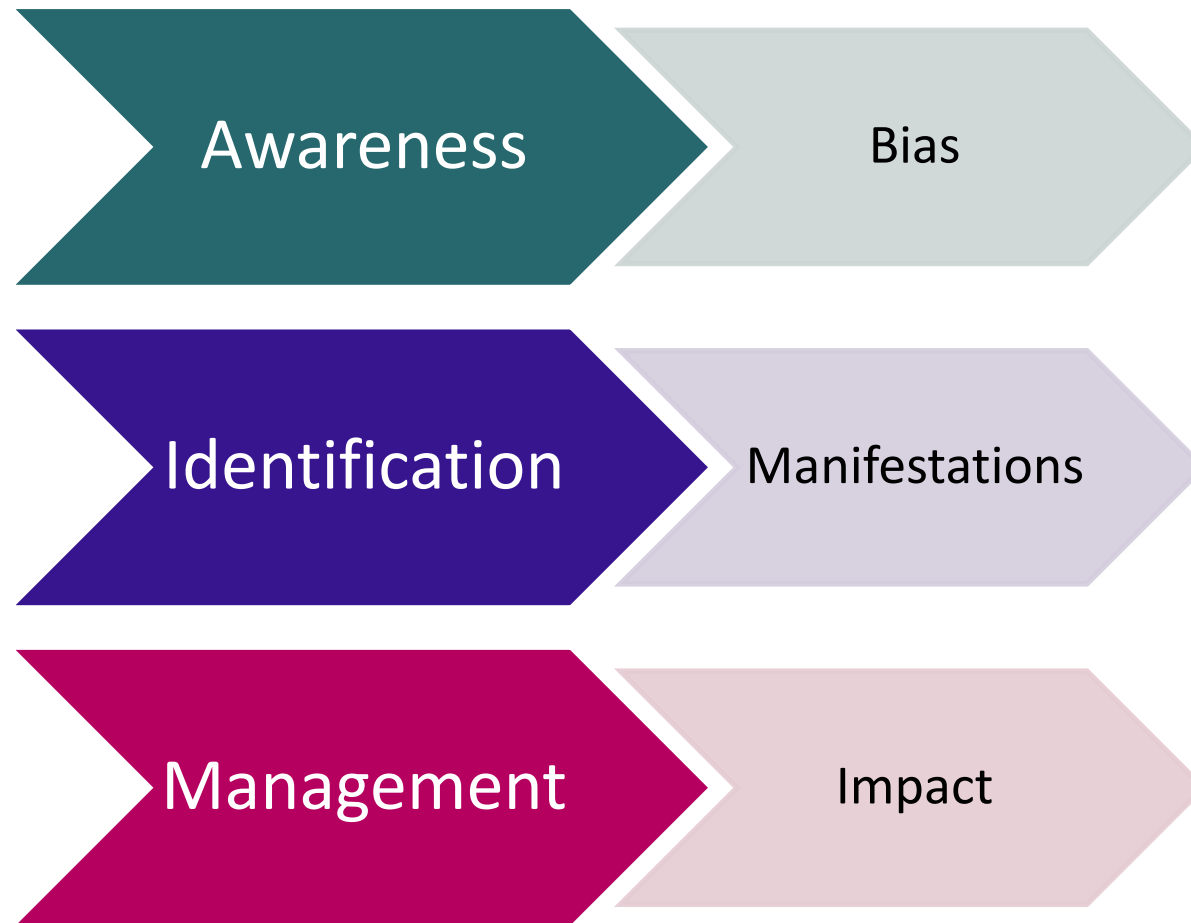 Awareness
Bias
Identification
Manifestations
Management
Impact